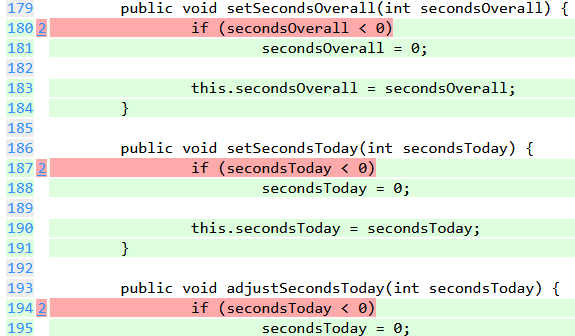 179 public void setSecondsOverall(int secondsOverall) {
180 2 if (secondsOverall < 0)
181 secondsOverall = 0;
182
183 this.secondsOverall = secondsOverall;
184 }
185
186 public void setSecondsToday(int secondsToday) {
187 2 if (secondsToday < 0)
188 secondsToday = 0;
189
190 this.secondsToday = secondsToday;
191 }
192
193 public void adjustSecondsToday(int secondsToday) {
194 2 if (secondsToday < 0)
195 secondsToday = 0;